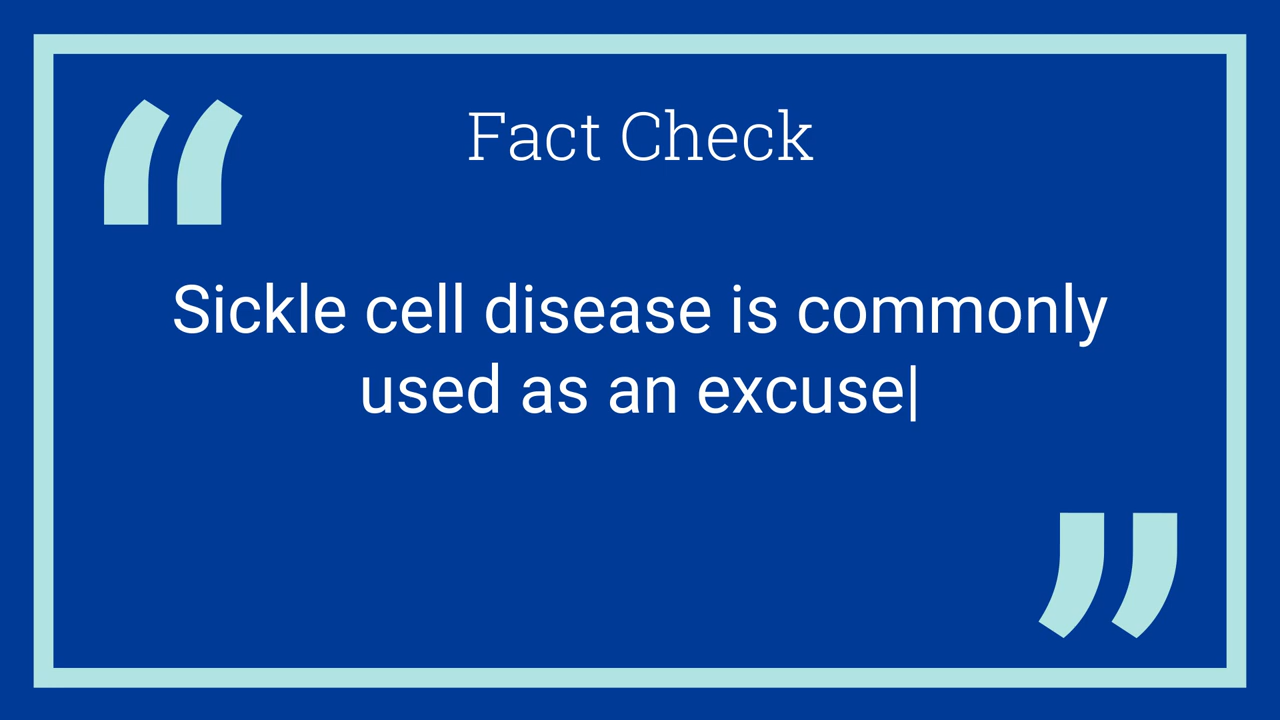 Fact Check
“
Sickle cell disease is commonly
used as an excuse|
”